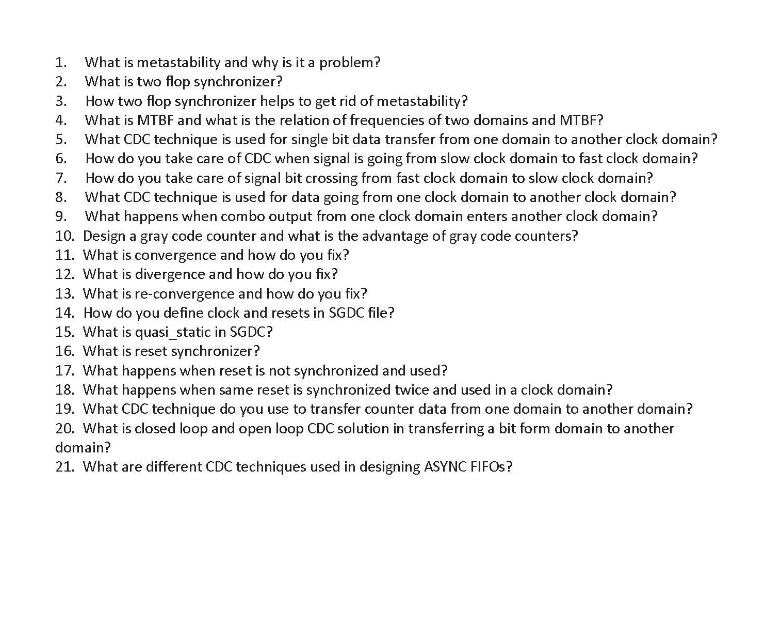 1. What is metastability and why is it a problem?
2. What is two flop synchronizer?
3. How two flop synchronizer helps to get rid of metastability?
4. What is MTBF and what is the relation of frequencies of two domains and MTBF?
5. What CDC technique is used for single bit data transfer from one domain to another clock domain?
6. How do you take care of CDC when signal is going from slow clock domain to fast clock domain?
7. How do you take care of signal bit crossing from fast clock domain to slow clock domain?
8. What CDC technique is used for data going from one clock domain to another clock domain?
9. What happens when combo output from one clock domain enters another clock domain?
10. Design a gray code counter and what is the advantage of gray code counters?
11. What is convergence and how do you fix?
12. What is divergence and how do you fix?
13. What is re-convergence and how do you fix?
14. How do you define clock and resets in SGDC file?
15. What is quasi_static in SGDC?
16. What is reset synchronizer?
17. What happens when reset is not synchronized and used?
18. What happens when same reset is synchronized twice and used in a clock domain?
19. What CDC technique do you use to transfer counter data from one domain to another domain?
20. What is closed loop and open loop CDC solution in transferring a bit form domain to another
domain?
21. What are different CDC techniques used in designing ASYNC FIFOs?